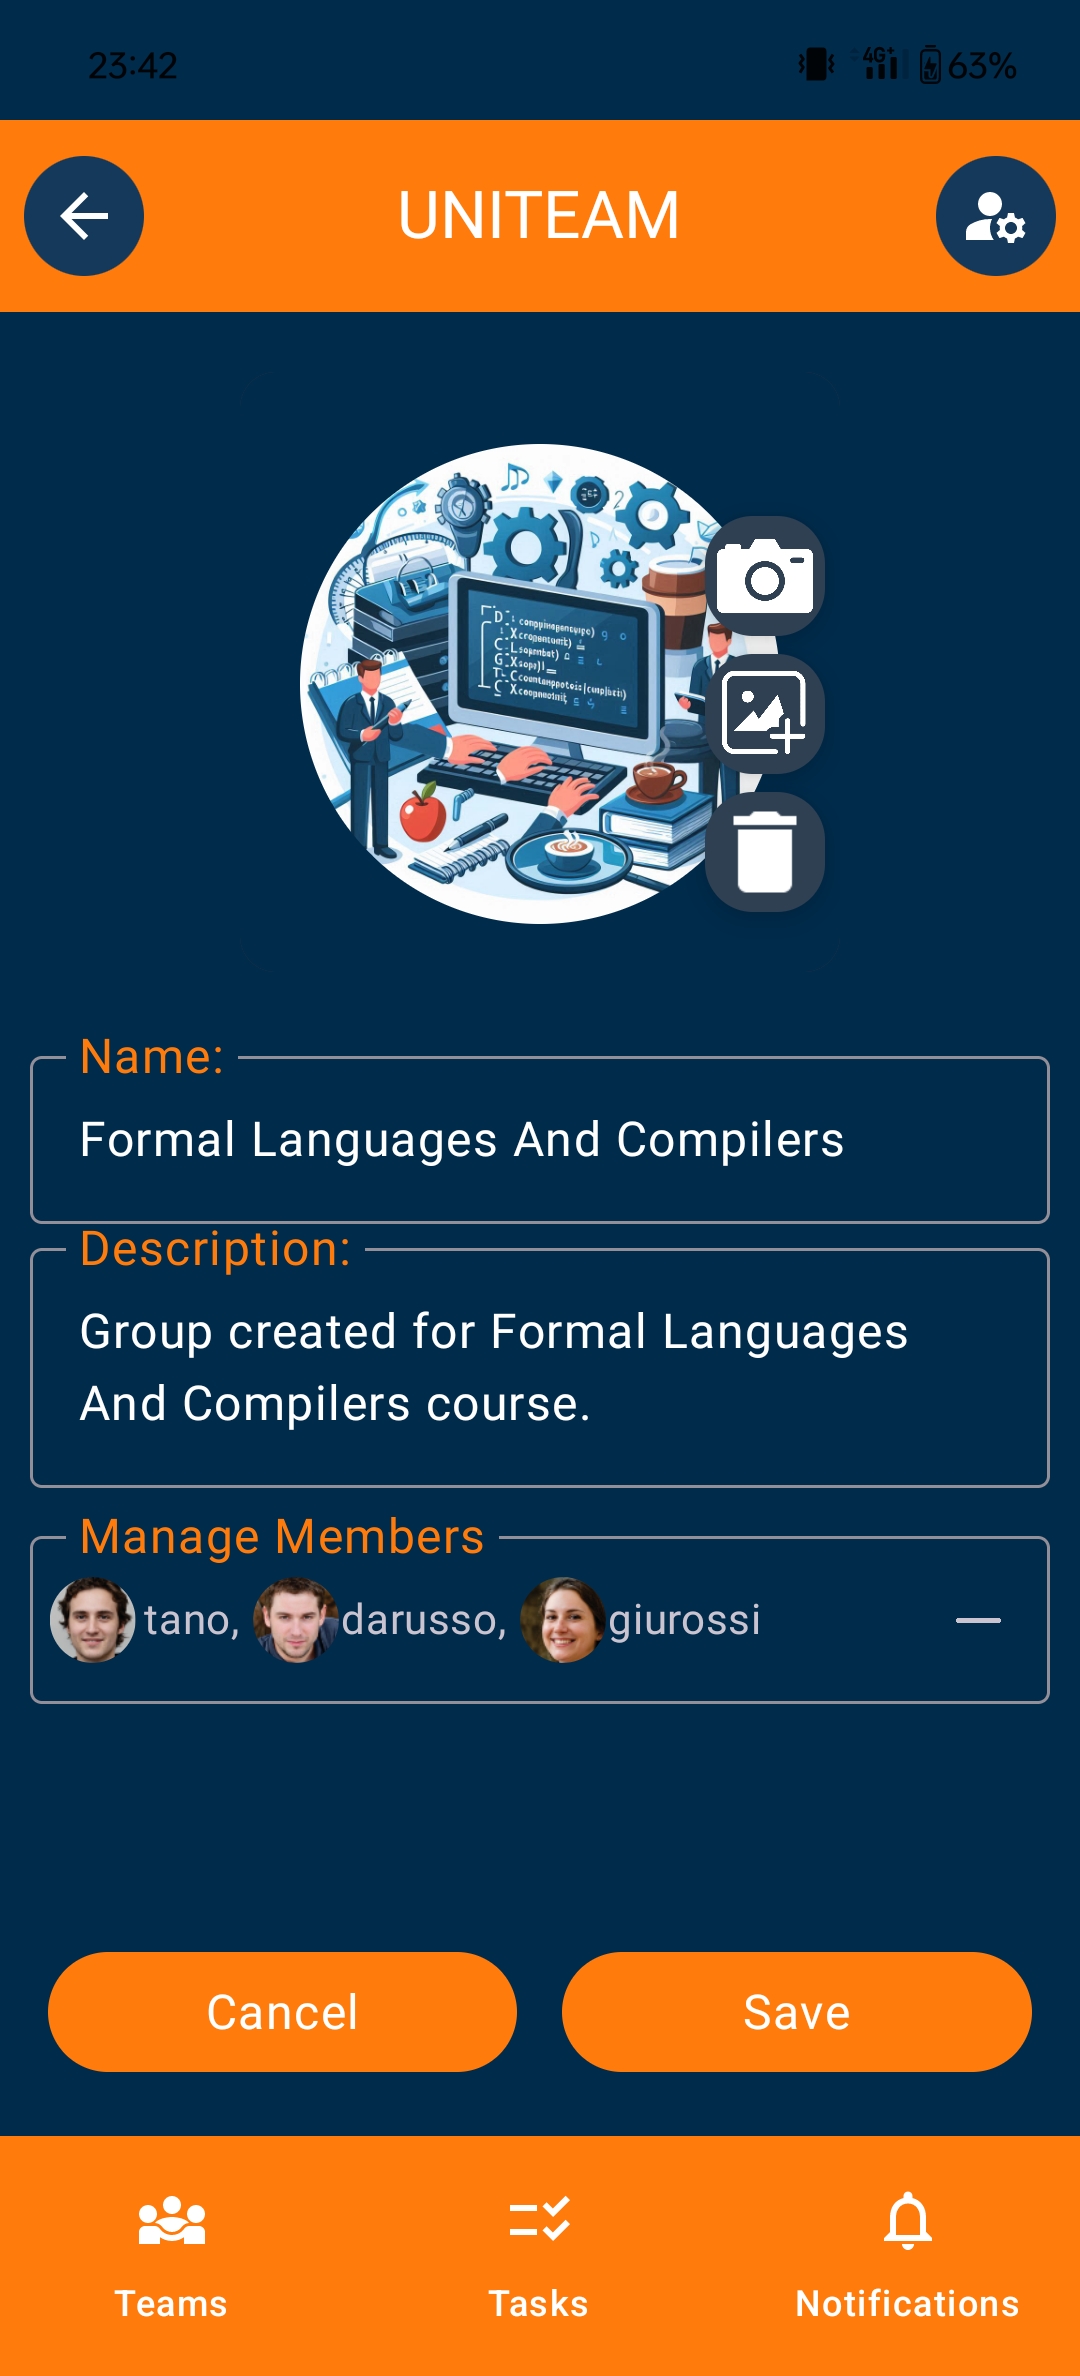 23:42 4G+ 63%
UNITEAM
Name:
Formal Languages And Compilers
Description:
Group created for Formal Languages
And Compilers course.
Manage Members
tano, darusso, giurossi
Cancel Save
Teams Tasks Notifications